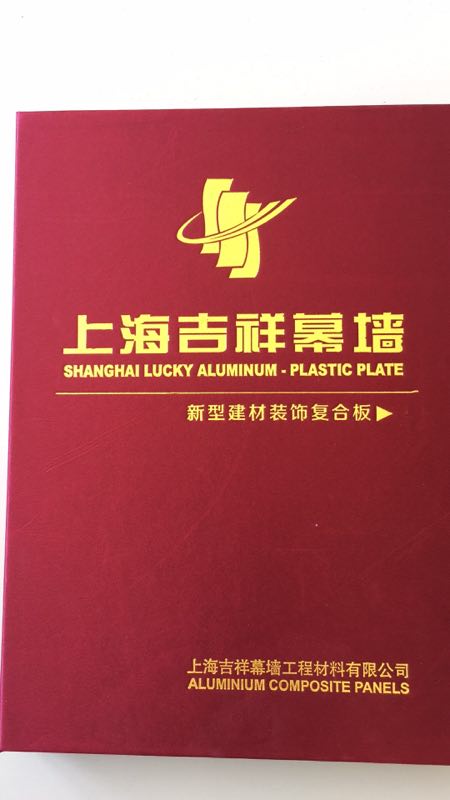 上海吉祥幕墙
SHANGHAI LUCKY ALUMINUM - PLASTIC PLATE
新型建材装饰复合板▶
上海吉祥幕墙工程材料有限公司
ALUMINIUM COMPOSITE PANELS